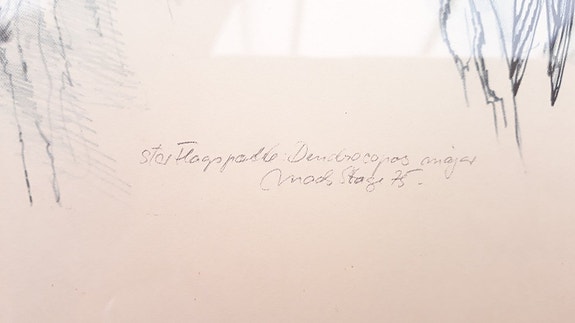 stor Flagspætte. Dendrocopos major
Mads Stage 75.